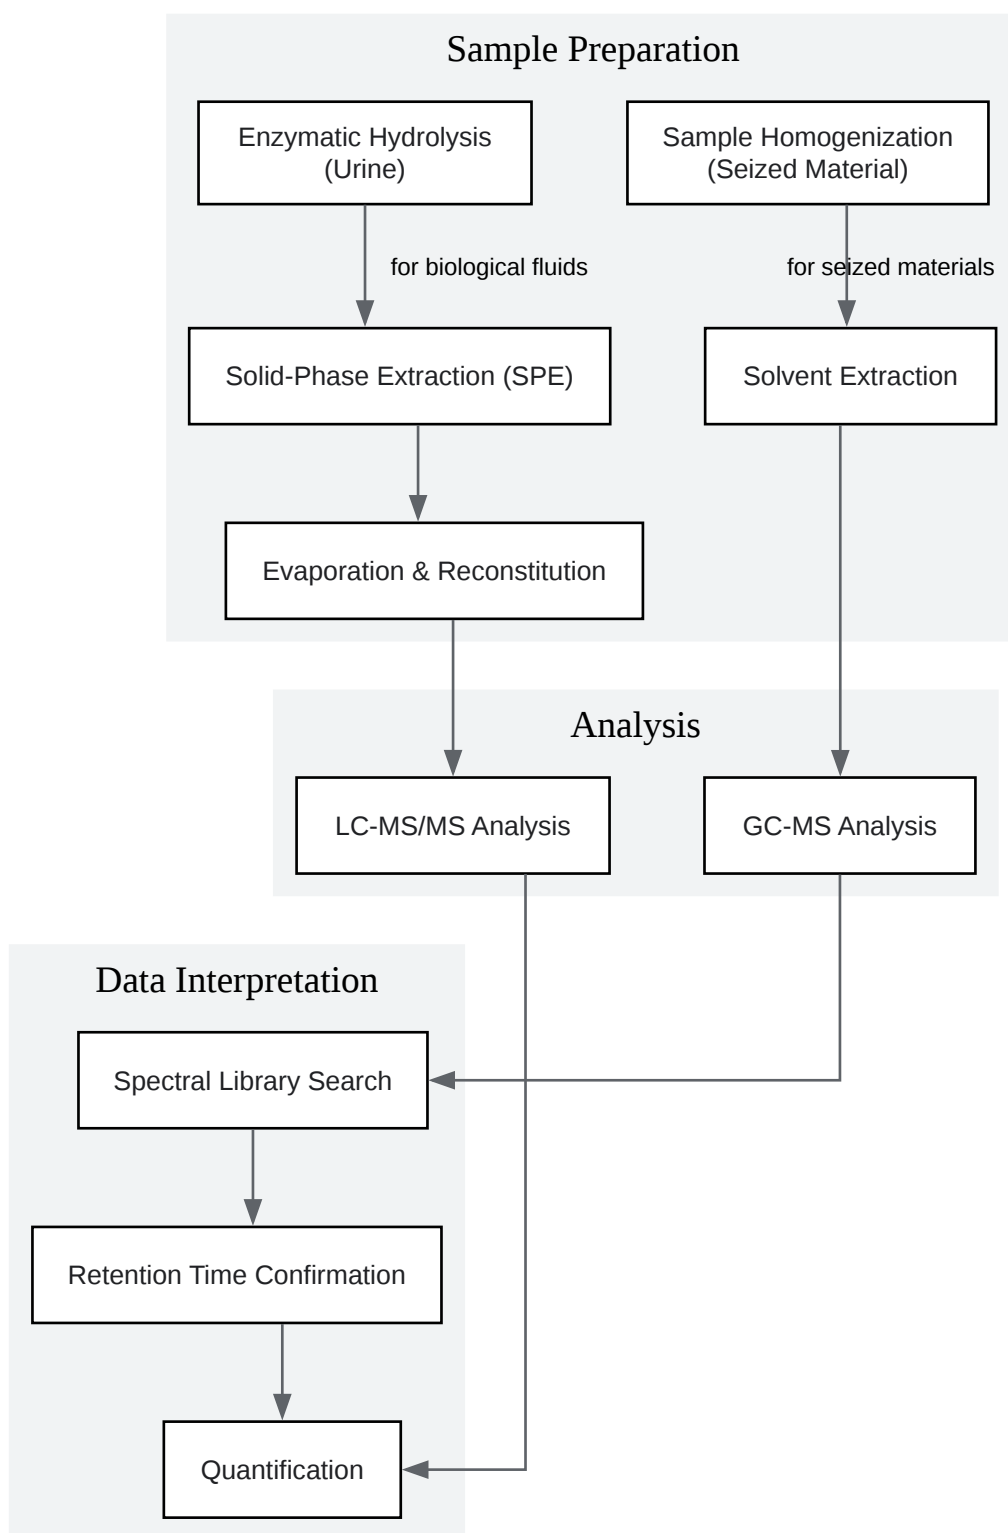 Sample Preparation
Enzymatic Hydrolysis
(Urine)
Sample Homogenization
(Seized Material)
for biological fluids
for seized materials
Solid-Phase Extraction (SPE)
Solvent Extraction
Evaporation & Reconstitution
Analysis
LC-MS/MS Analysis
GC-MS Analysis
Data Interpretation
Spectral Library Search
Retention Time Confirmation
Quantification